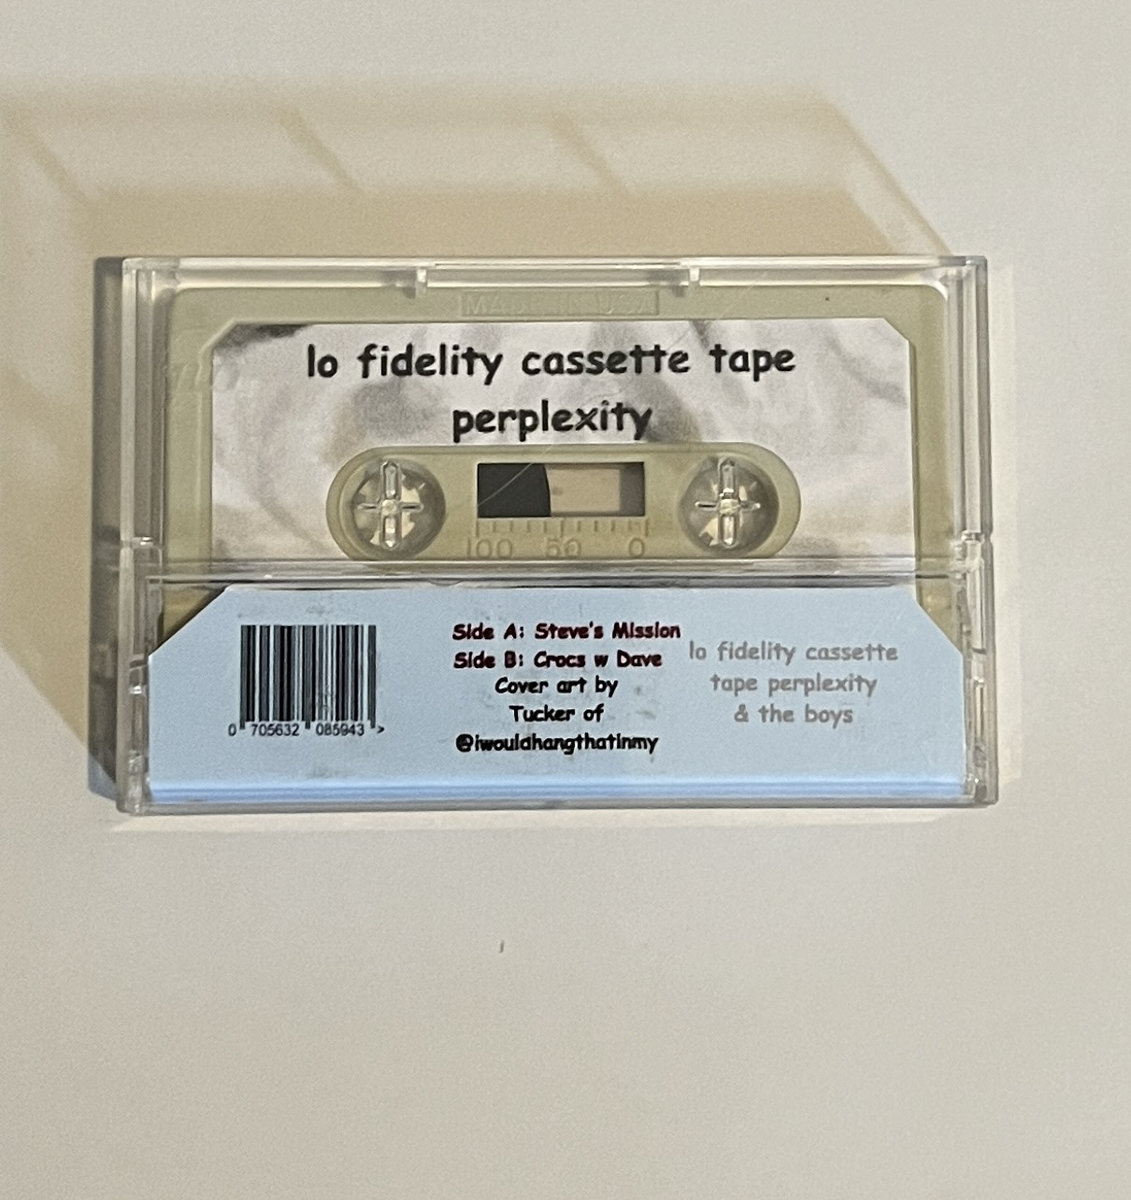 MADE IN USA
lo fidelity cassette tape
perplexity
100 50 0
0 705632 085943 >
Side A: Steve's Mission
Side B: Crocs w Dave
Cover art by
Tucker of
@iwouldhangthatinmy
lo fidelity cassette
tape perplexity
& the boys